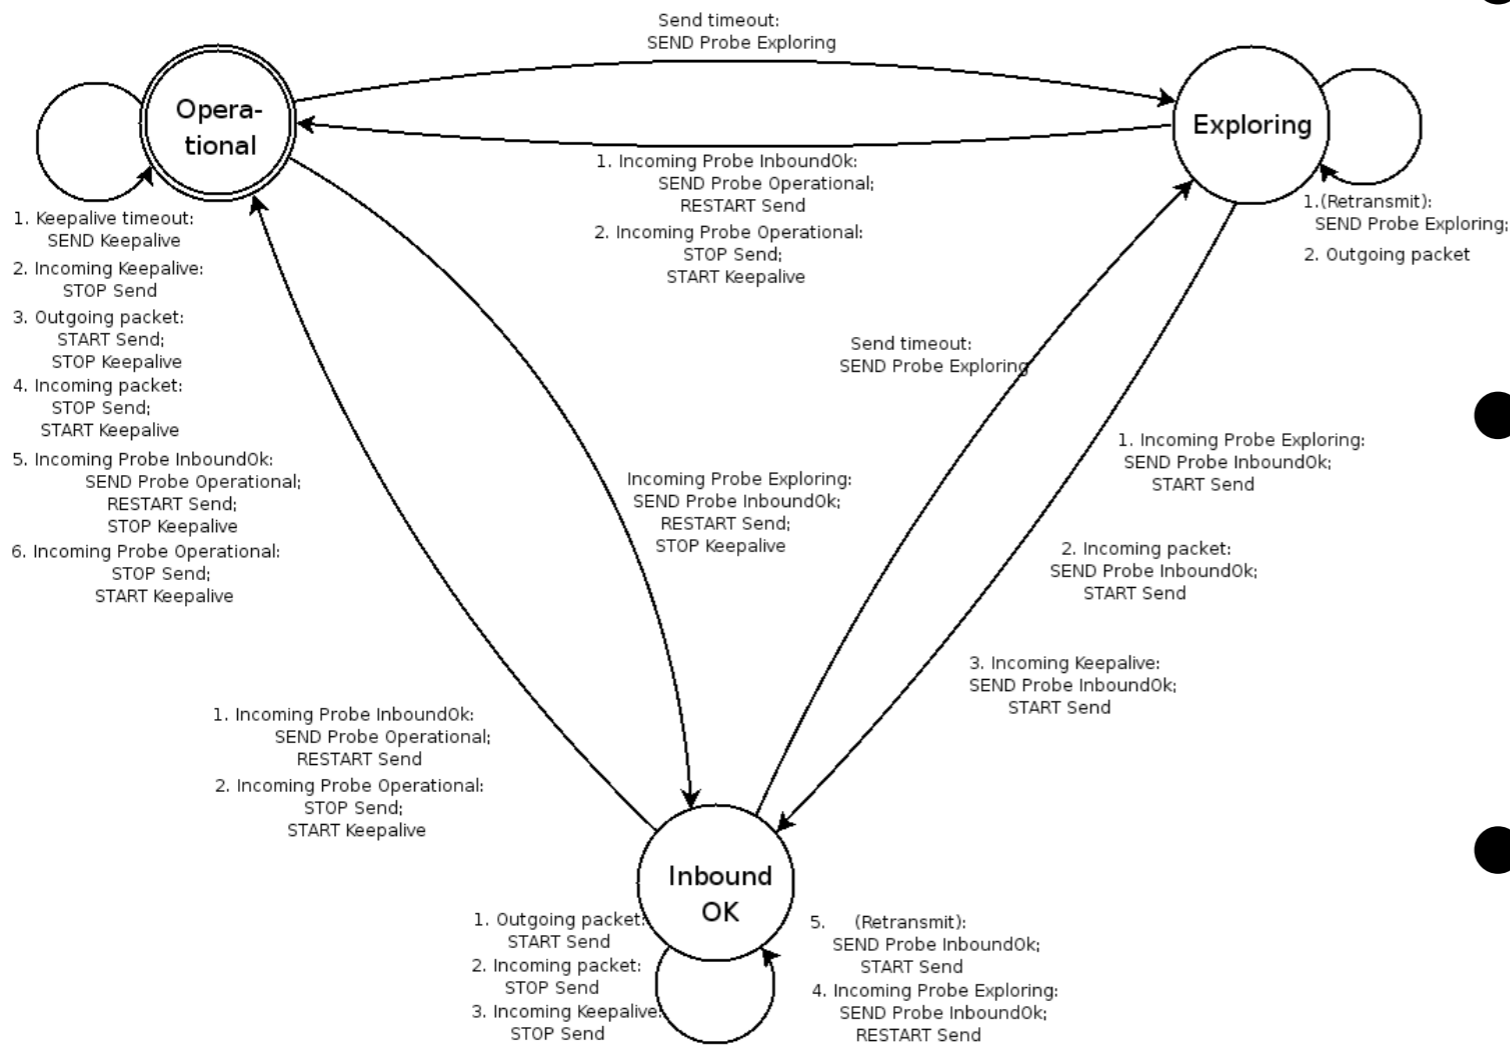 Send timeout:
SEND Probe Exploring
Opera-
tional
Exploring
1. Incoming Probe InboundOk:
SEND Probe Operational;
RESTART Send
2. Incoming Probe Operational:
STOP Send;
START Keepalive
1.(Retransmit):
SEND Probe Exploring;
2. Outgoing packet
1. Keepalive timeout:
SEND Keepalive
2. Incoming Keepalive:
STOP Send
3. Outgoing packet:
START Send;
STOP Keepalive
4. Incoming packet:
STOP Send;
START Keepalive
5. Incoming Probe InboundOk:
SEND Probe Operational;
RESTART Send;
STOP Keepalive
6. Incoming Probe Operational:
STOP Send;
START Keepalive
Send timeout:
SEND Probe Exploring
Incoming Probe Exploring:
SEND Probe InboundOk;
RESTART Send;
STOP Keepalive
1. Incoming Probe Exploring:
SEND Probe InboundOk;
START Send
2. Incoming packet:
SEND Probe InboundOk;
START Send
3. Incoming Keepalive:
SEND Probe InboundOk;
START Send
1. Incoming Probe InboundOk:
SEND Probe Operational;
RESTART Send
2. Incoming Probe Operational:
STOP Send;
START Keepalive
Inbound
OK
1. Outgoing packet:
START Send
2. Incoming packet:
STOP Send
3. Incoming Keepalive:
STOP Send
5. (Retransmit):
SEND Probe InboundOk;
START Send
4. Incoming Probe Exploring:
SEND Probe InboundOk;
RESTART Send